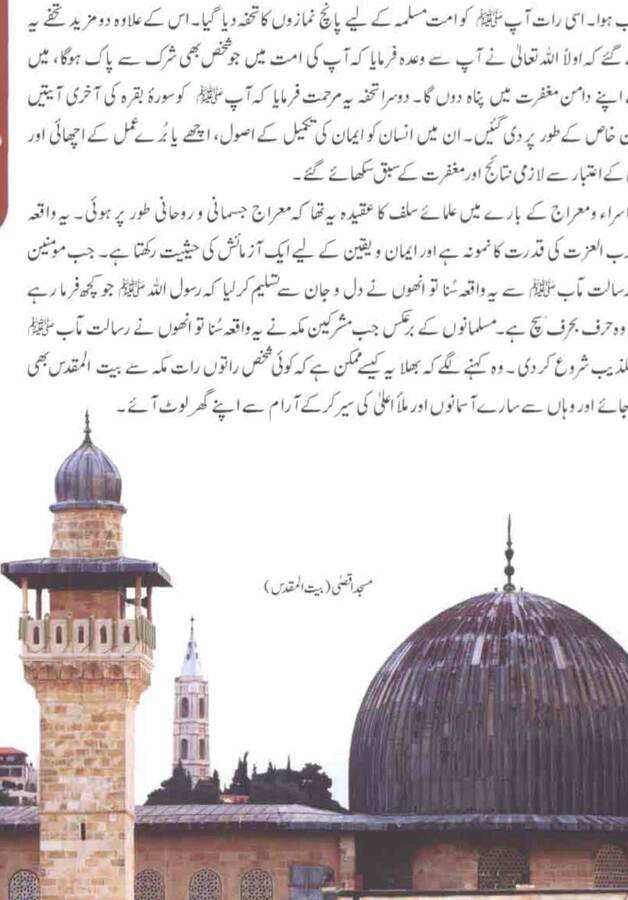 ب ہوا۔ اسی رات آپ ﷺ کو امت مسلمہ کے لیے پانچ نمازوں کا تحفہ دیا گیا۔ اس کے علاوہ دو مزید تحفے یہ
گئے کہ اولاً اللہ تعالیٰ نے آپ سے وعدہ فرمایا کہ آپ کی امت میں جو شخص بھی شرک سے پاک ہوگا، میں
اپنے دامن مغفرت میں پناہ دوں گا۔ دوسرا تحفہ یہ مرحمت فرمایا کہ آپ ﷺ کو سورۂ بقرہ کی آخری آیتیں
ن خاص کے طور پر دی گئیں۔ ان میں انسان کو ایمان کی تکمیل کے اصول، اچھے یا بُرے عمل کے اچھائی اور
کے اعتبار سے لازمی نتائج اور مغفرت کے سبق سکھائے گئے۔
اسراء و معراج کے بارے میں علمائے سلف کا عقیدہ یہ تھا کہ معراج جسمانی و روحانی طور پر ہوئی۔ یہ واقعہ
رب العزت کی قدرت کا نمونہ ہے اور ایمان و یقین کے لیے ایک آزمائش کی حیثیت رکھتا ہے۔ جب مومنین
رسالت مآب ﷺ سے یہ واقعہ سُنا تو انھوں نے دل و جان سے تسلیم کر لیا کہ رسول اللہ ﷺ جو کچھ فرما رہے
وہ حرف بحرف سچ ہے۔ مسلمانوں کے برعکس جب مشرکین مکہ نے یہ واقعہ سُنا تو انھوں نے رسالت مآب ﷺ
تکذیب شروع کر دی۔ وہ کہنے لگے کہ بھلا یہ کیسے ممکن ہے کہ کوئی شخص راتوں رات مکہ سے بیت المقدس بھی
جائے اور وہاں سے سارے آسمانوں اور ملأ اعلیٰ کی سیر کر کے آرام سے اپنے گھر لوٹ آئے۔
مسجد اقصیٰ (بیت المقدس)